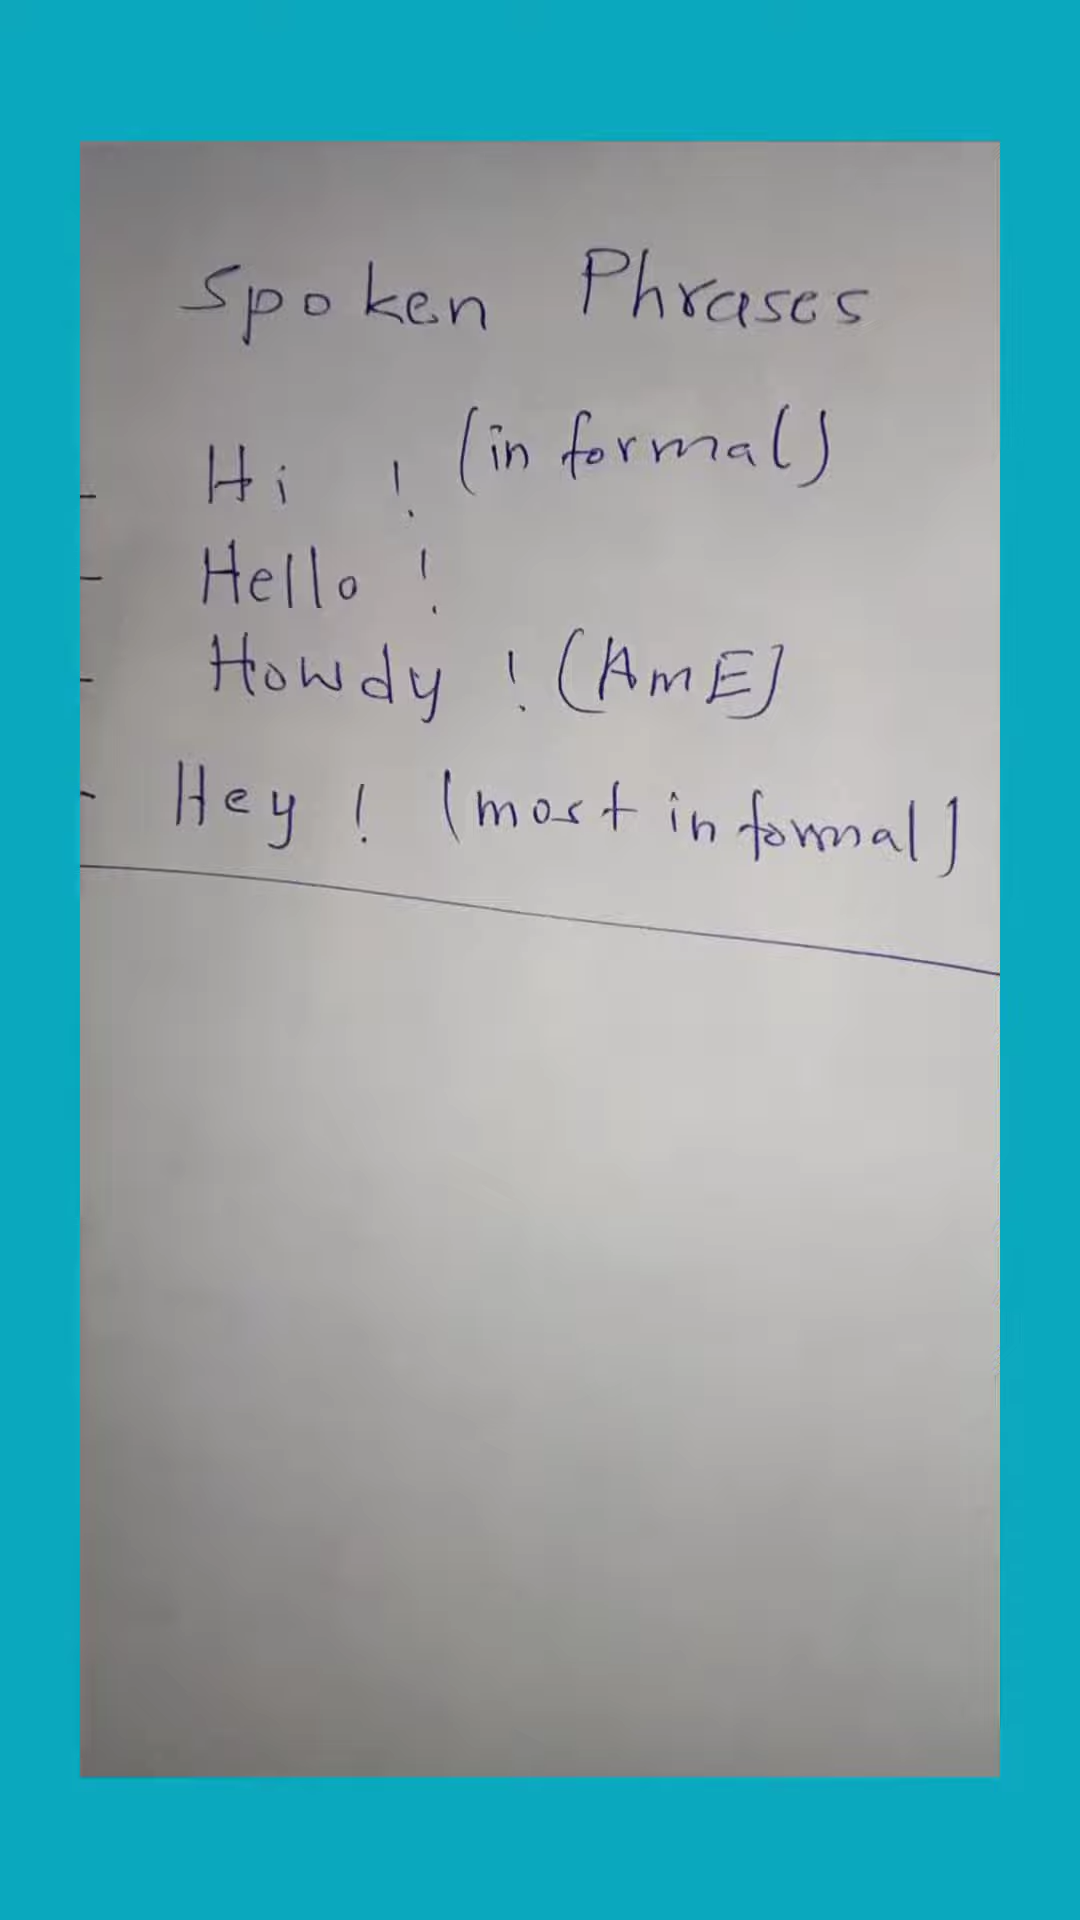 Spoken Phrases
- Hi ! (informal)
- Hello !
- Howdy ! (AmE)
- Hey ! (most informal)